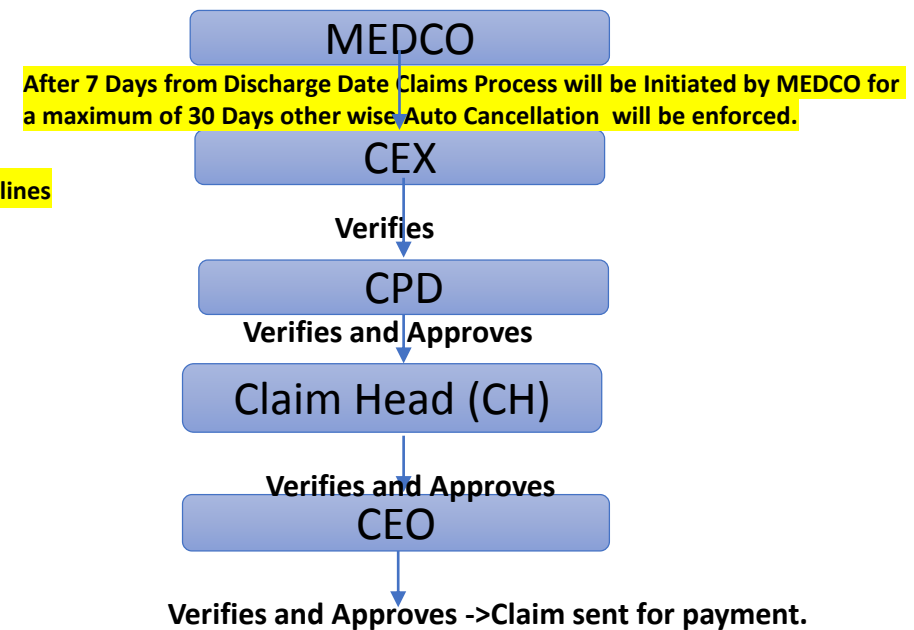 MEDCO
After 7 Days from Discharge Date Claims Process will be Initiated by MEDCO for
a maximum of 30 Days other wise Auto Cancellation will be enforced.
CEX
lines
Verifies
CPD
Verifies and Approves
Claim Head (CH)
Verifies and Approves
CEO
Verifies and Approves ->Claim sent for payment.